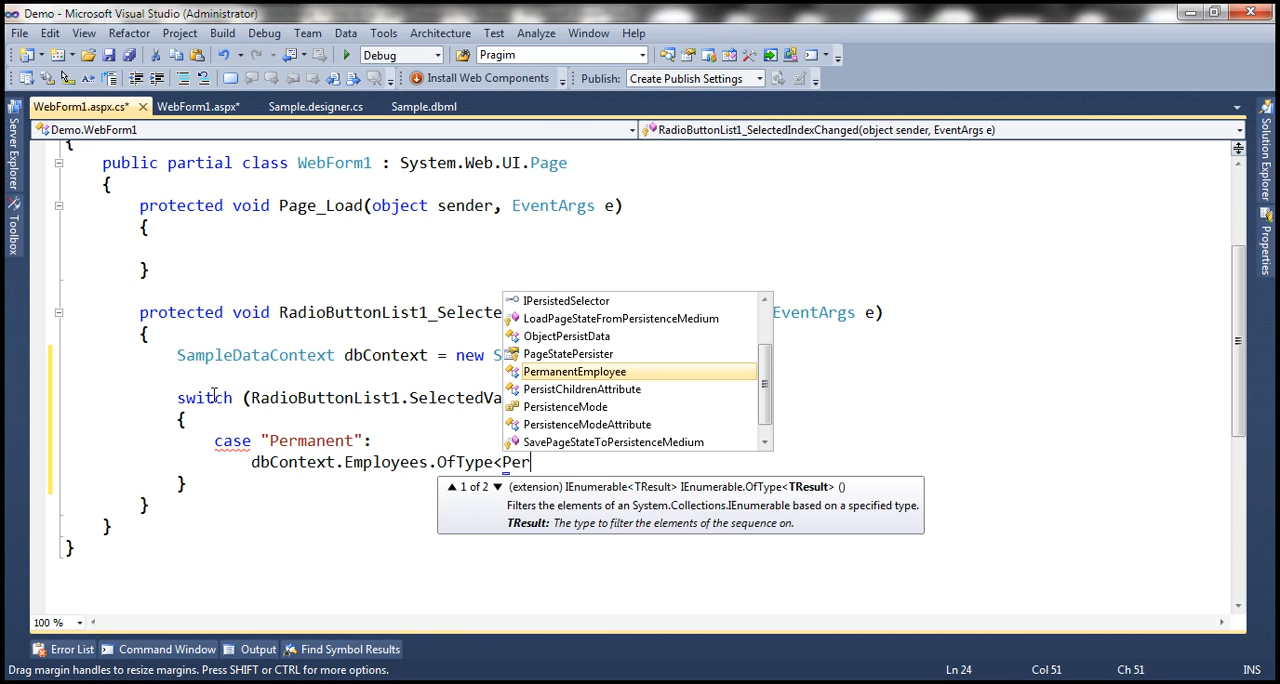 Demo - Microsoft Visual Studio (Administrator)
File Edit View Refactor Project Build Debug Team Data Tools Architecture Test Analyze Window Help
Debug Pragim
Install Web Components Publish: Create Publish Settings
WebForm1.aspx.cs* WebForm1.aspx* Sample.designer.cs Sample.dbml
Demo.WebForm1 RadioButtonList1_SelectedIndexChanged(object sender, EventArgs e)
Server Explorer
Toolbox
Solution Explorer
Properties
{
public partial class WebForm1 : System.Web.UI.Page
{
protected void Page_Load(object sender, EventArgs e)
{
}
protected void RadioButtonList1_Selecte EventArgs e)
{
SampleDataContext dbContext = new S
switch (RadioButtonList1.SelectedVa
{
case "Permanent":
dbContext.Employees.OfType<Per
}
}
}
}
IPersistedSelector
LoadPageStateFromPersistenceMedium
ObjectPersistData
PageStatePersister
PermanentEmployee
PersistChildrenAttribute
PersistenceMode
PersistenceModeAttribute
SavePageStateToPersistenceMedium
1 of 2 (extension) IEnumerable<TResult> IEnumerable.OfType<TResult> ()
Filters the elements of an System.Collections.IEnumerable based on a specified type.
TResult: The type to filter the elements of the sequence on.
100 %
Error List Command Window Output Find Symbol Results
Drag margin handles to resize margins. Press SHIFT or CTRL for more options. Ln 24 Col 51 Ch 51 INS